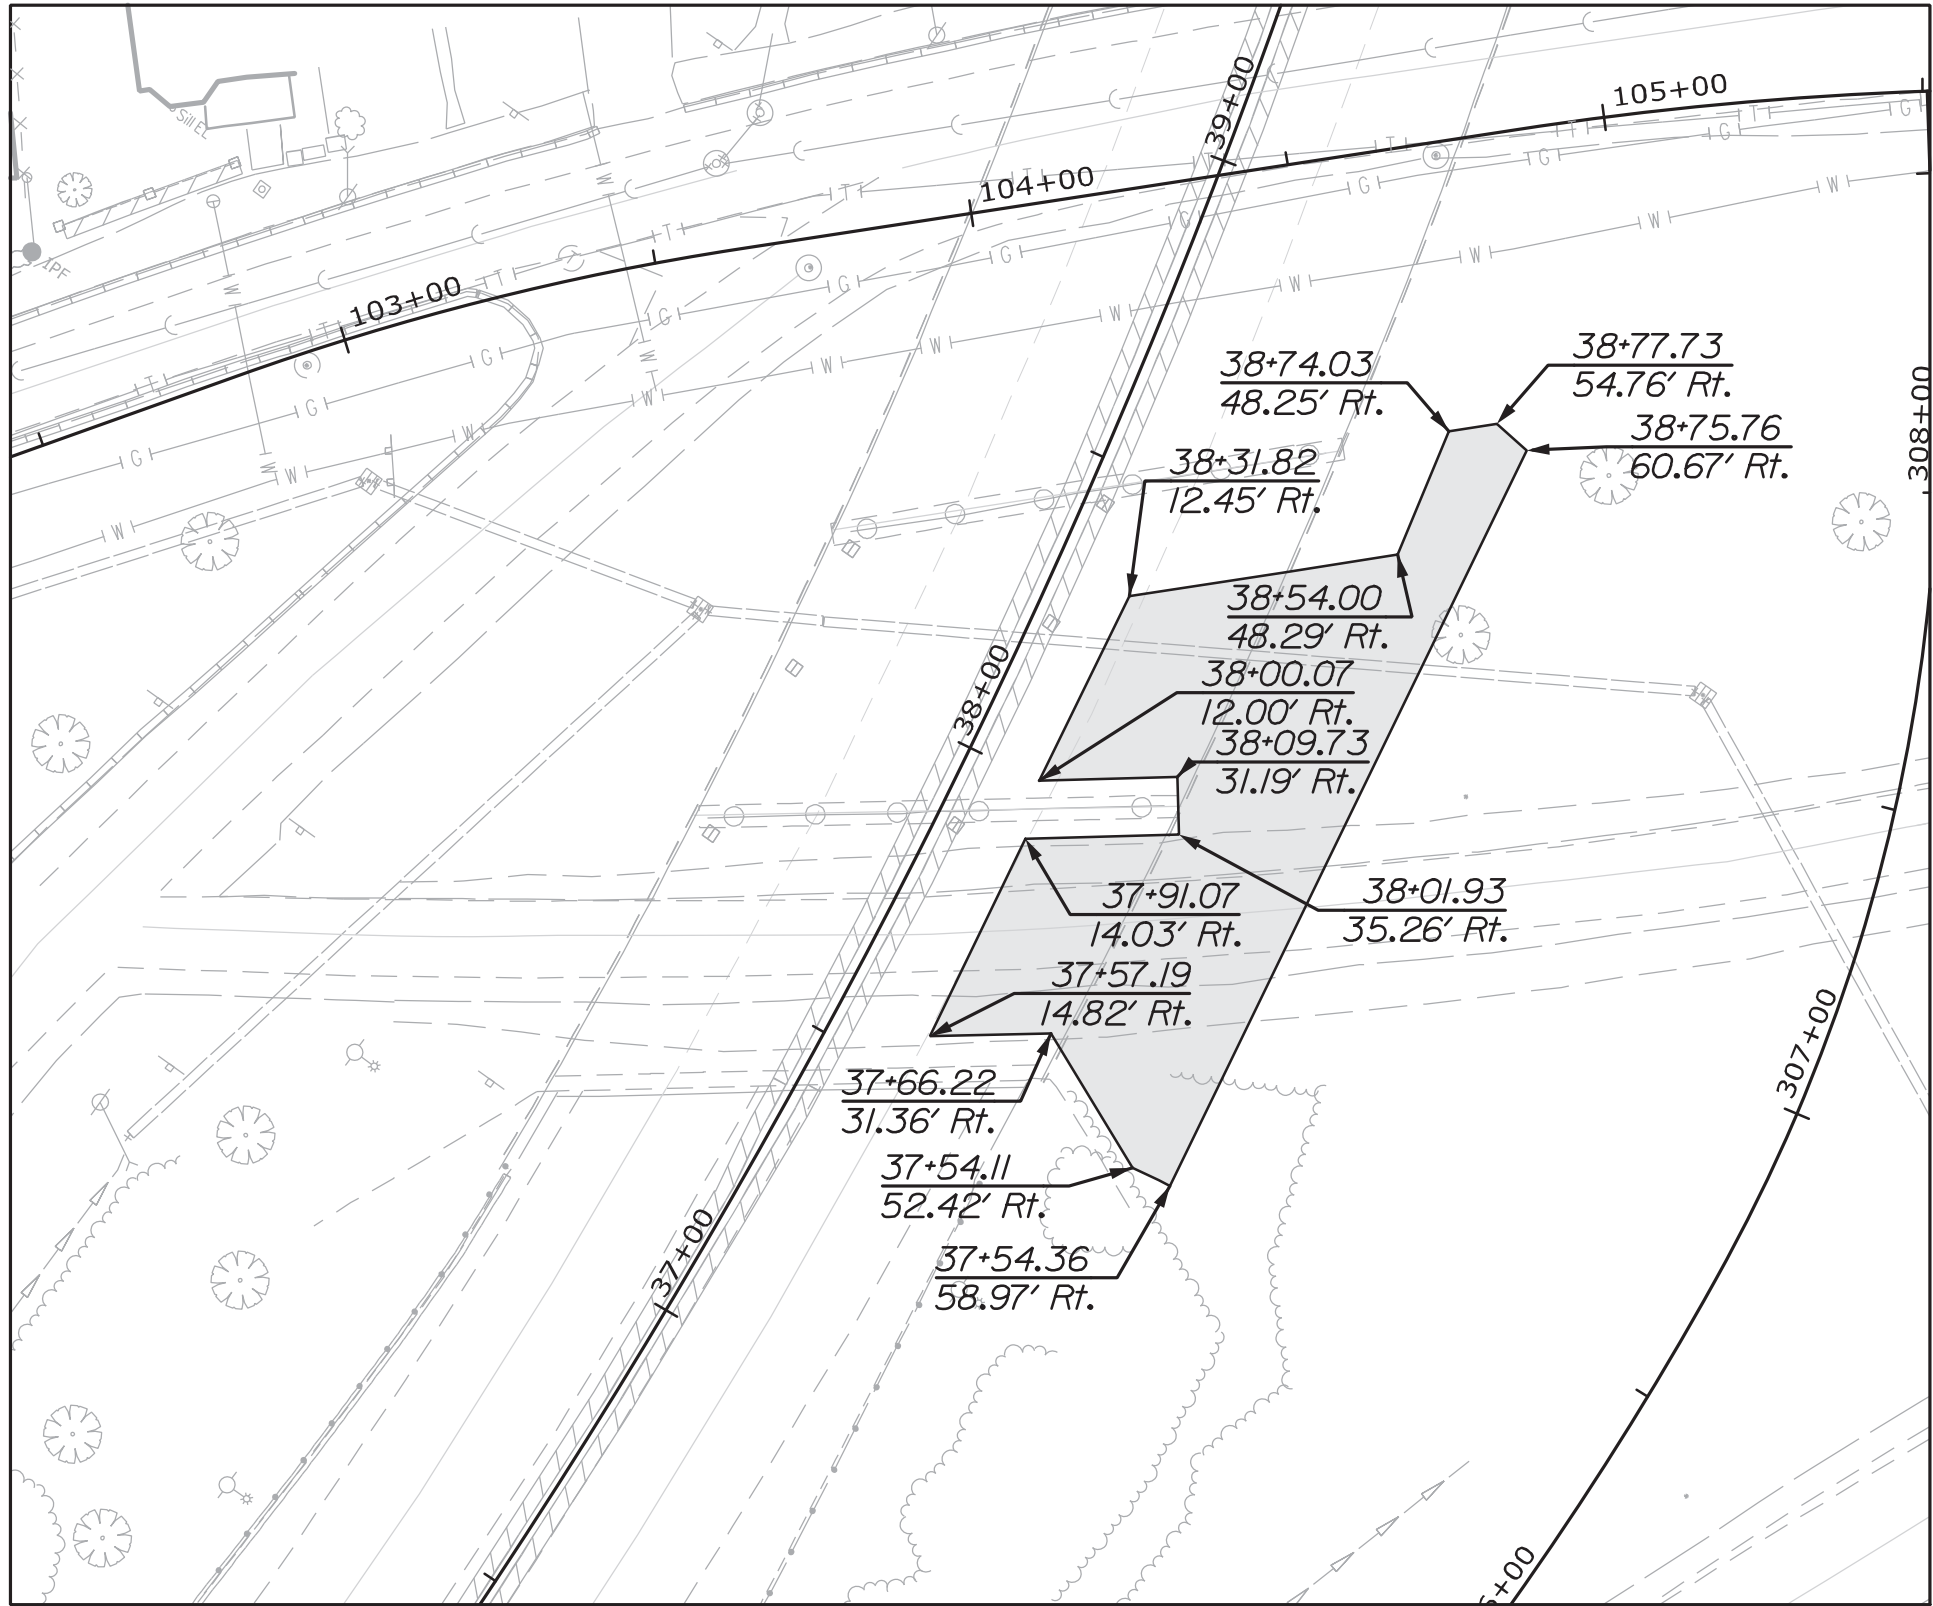 Sill EL
IPF
39+00
105+00
104+00
103+00
38+77.73
54.76' Rt.
38+74.03
48.25' Rt.
38+75.76
60.67' Rt.
308+00
38+31.82
12.45' Rt.
38+54.00
48.29' Rt.
38+00.07
12.00' Rt.
38+00
38+09.73
31.19' Rt.
38+01.93
35.26' Rt.
37+91.07
14.03' Rt.
37+57.19
14.82' Rt.
307+00
37+66.22
31.36' Rt.
37+54.11
52.42' Rt.
37+00
37+54.36
58.97' Rt.
6+00